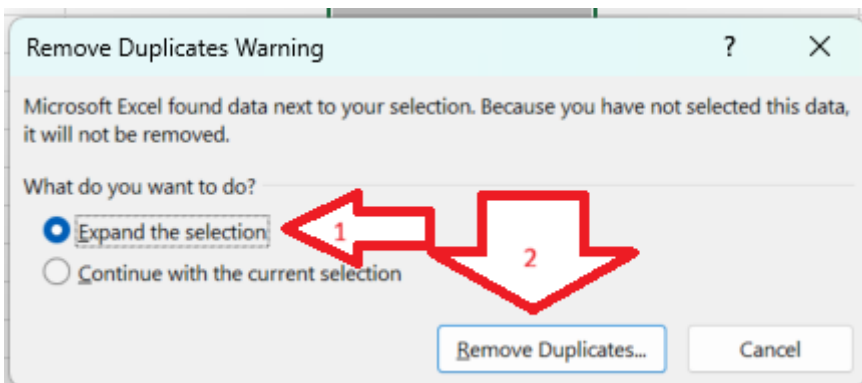 Remove Duplicates Warning ? ×
Microsoft Excel found data next to your selection. Because you have not selected this data,
it will not be removed.
What do you want to do?
Expand the selection 1
Continue with the current selection
2
Remove Duplicates... Cancel